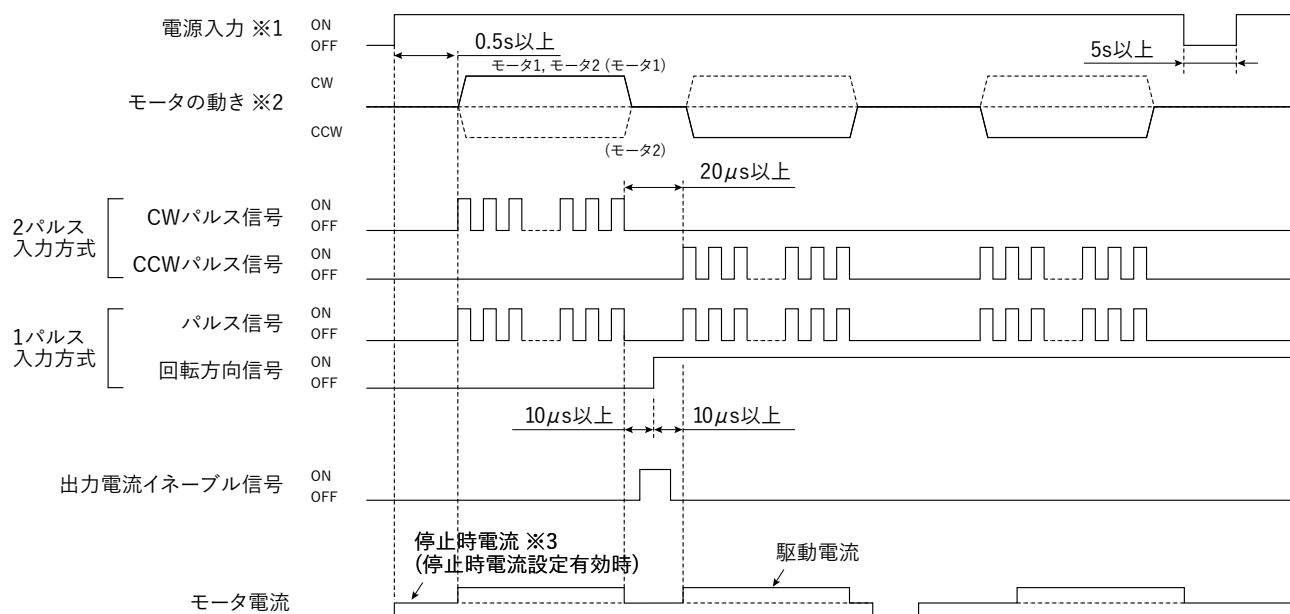 電源入力 ※1
ON
OFF
0.5s以上
5s以上
モータ1, モータ2 (モータ1)
モータの動き ※2
CW
CCW
(モータ2)
20μs以上
2パルス
入力方式
CWパルス信号
ON
OFF
CCWパルス信号
ON
OFF
1パルス
入力方式
パルス信号
ON
OFF
回転方向信号
ON
OFF
10μs以上
10μs以上
出力電流イネーブル信号
ON
OFF
停止時電流 ※3
(停止時電流設定有効時)
駆動電流
モータ電流